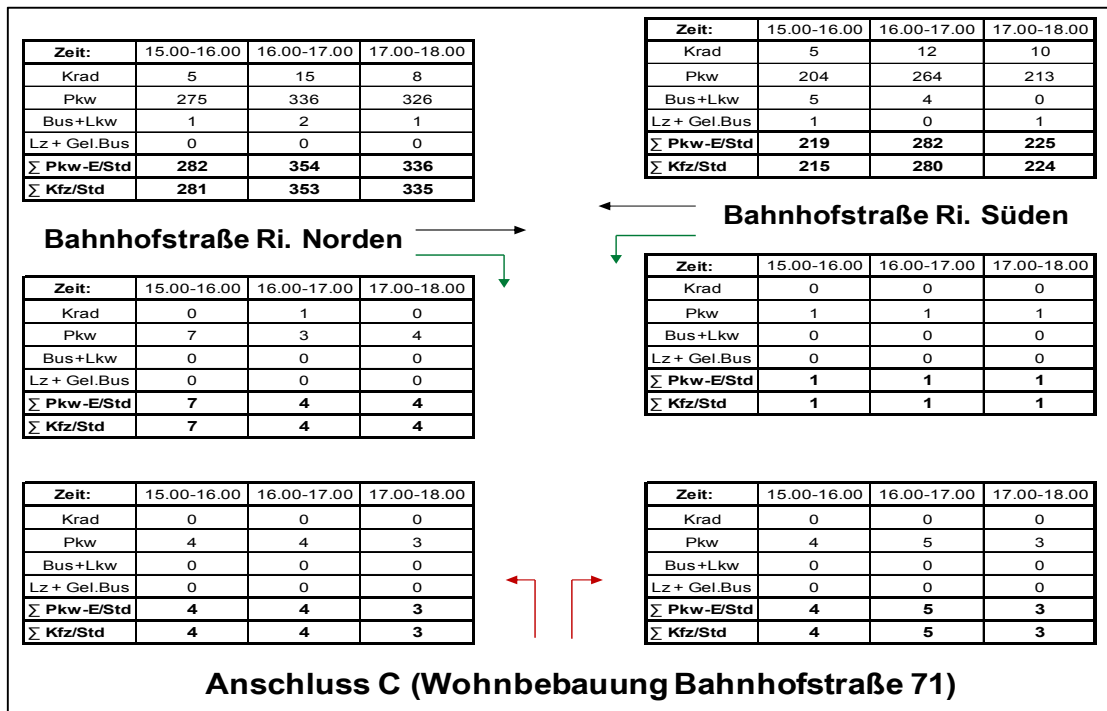 Zeit: 15.00-16.00 16.00-17.00 17.00-18.00
Krad 5 15 8
Pkw 275 336 326
Bus+Lkw 1 2 1
Lz + Gel.Bus 0 0 0
∑ Pkw-E/Std 282 354 336
∑ Kfz/Std 281 353 335
Zeit: 15.00-16.00 16.00-17.00 17.00-18.00
Krad 5 12 10
Pkw 204 264 213
Bus+Lkw 5 4 0
Lz + Gel.Bus 1 0 1
∑ Pkw-E/Std 219 282 225
∑ Kfz/Std 215 280 224
Bahnhofstraße Ri. Norden
Bahnhofstraße Ri. Süden
Zeit: 15.00-16.00 16.00-17.00 17.00-18.00
Krad 0 1 0
Pkw 7 3 4
Bus+Lkw 0 0 0
Lz + Gel.Bus 0 0 0
∑ Pkw-E/Std 7 4 4
∑ Kfz/Std 7 4 4
Zeit: 15.00-16.00 16.00-17.00 17.00-18.00
Krad 0 0 0
Pkw 1 1 1
Bus+Lkw 0 0 0
Lz + Gel.Bus 0 0 0
∑ Pkw-E/Std 1 1 1
∑ Kfz/Std 1 1 1
Zeit: 15.00-16.00 16.00-17.00 17.00-18.00
Krad 0 0 0
Pkw 4 4 3
Bus+Lkw 0 0 0
Lz + Gel.Bus 0 0 0
∑ Pkw-E/Std 4 4 3
∑ Kfz/Std 4 4 3
Zeit: 15.00-16.00 16.00-17.00 17.00-18.00
Krad 0 0 0
Pkw 4 5 3
Bus+Lkw 0 0 0
Lz + Gel.Bus 0 0 0
∑ Pkw-E/Std 4 5 3
∑ Kfz/Std 4 5 3
Anschluss C (Wohnbebauung Bahnhofstraße 71)